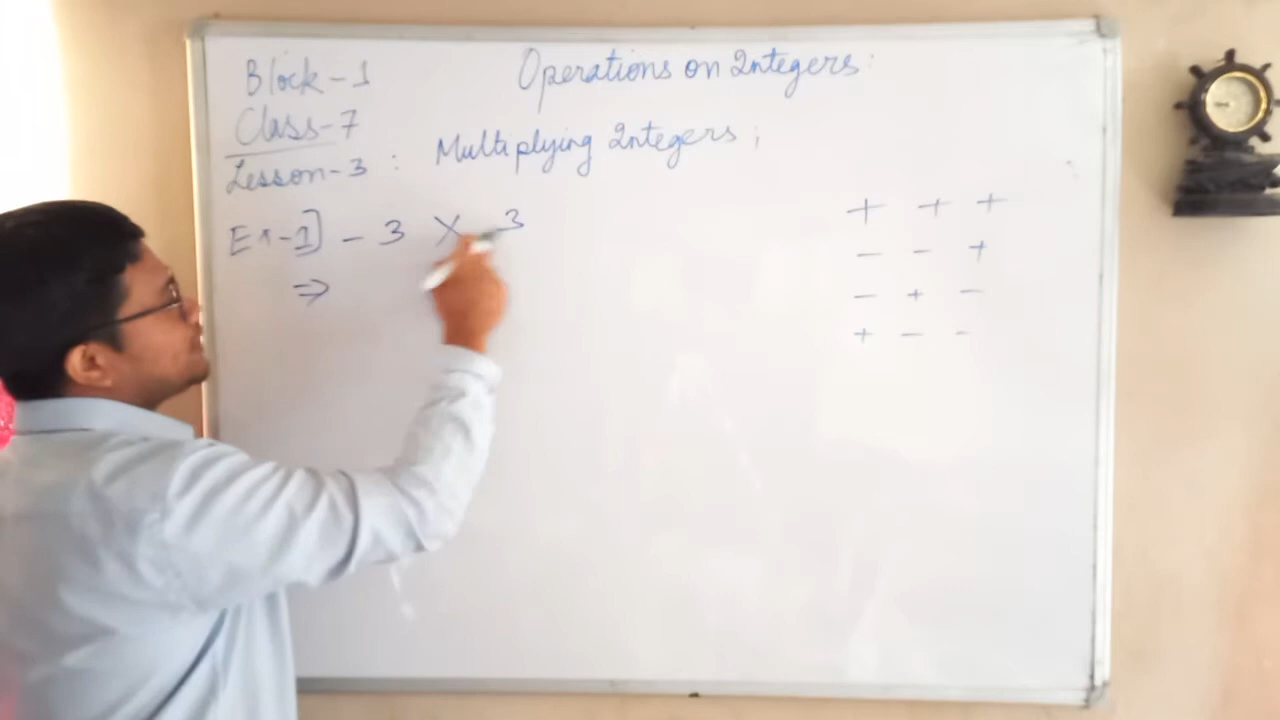 Block-1
Operations on Integers:
Class-7
Lesson-3 : Multiplying Integers ;
Ex-1] - 3 × - 3
⇒
+ + +
- - +
- + -
+ - -